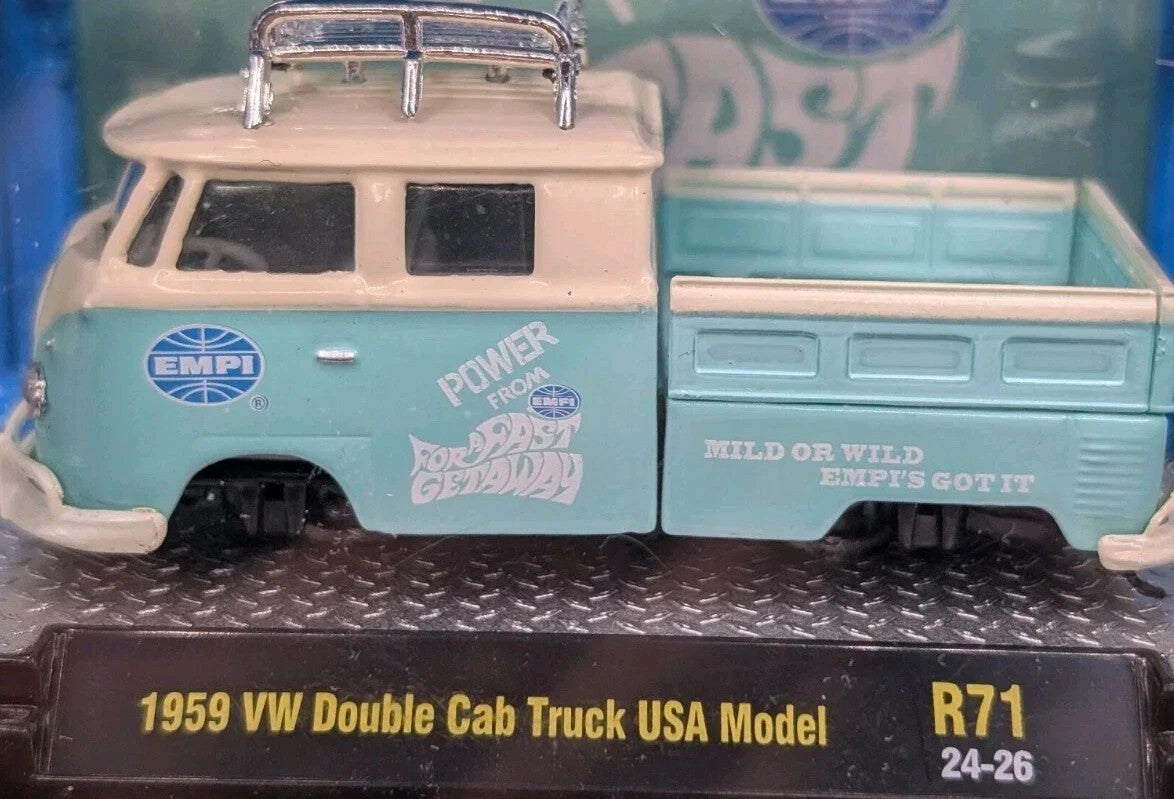 FAST
EMPI
®
POWER
FROM
EMPI
FOR A FAST
GETAWAY
MILD OR WILD
EMPI'S GOT IT
1959 VW Double Cab Truck USA Model
R71
24-26